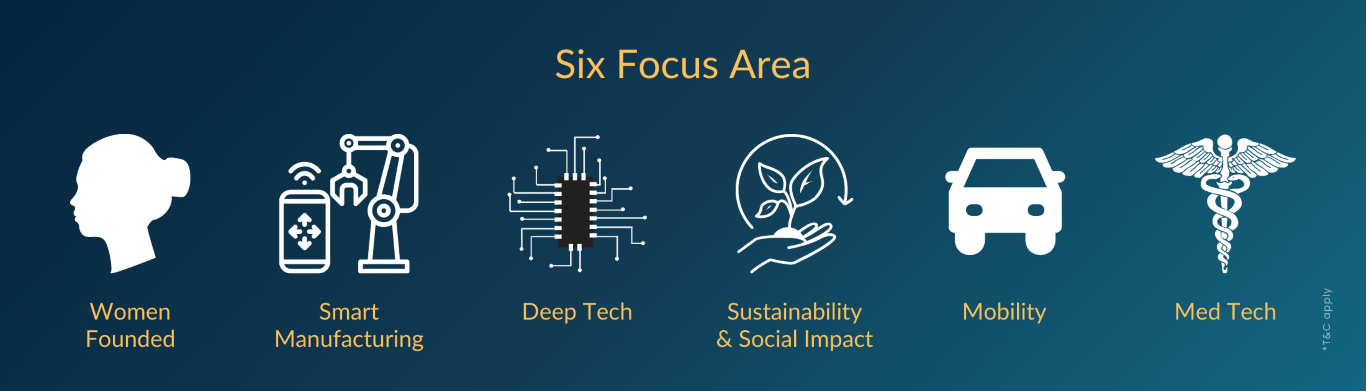 Six Focus Area
Women
Founded
Smart
Manufacturing
Deep Tech
Sustainability
& Social Impact
Mobility
Med Tech
*T&C apply